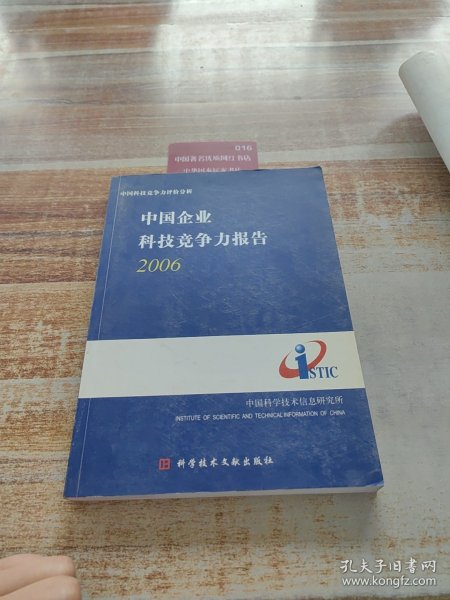 016
中国著名优质网红书店
中国科技竞争力评价分析
中国企业
科技竞争力报告
2006
iSTIC
中国科学技术信息研究所
INSTITUTE OF SCIENTIFIC AND TECHNICAL INFORMATION OF CHINA
科学技术文献出版社
孔夫子旧书网
www.kongfz.com